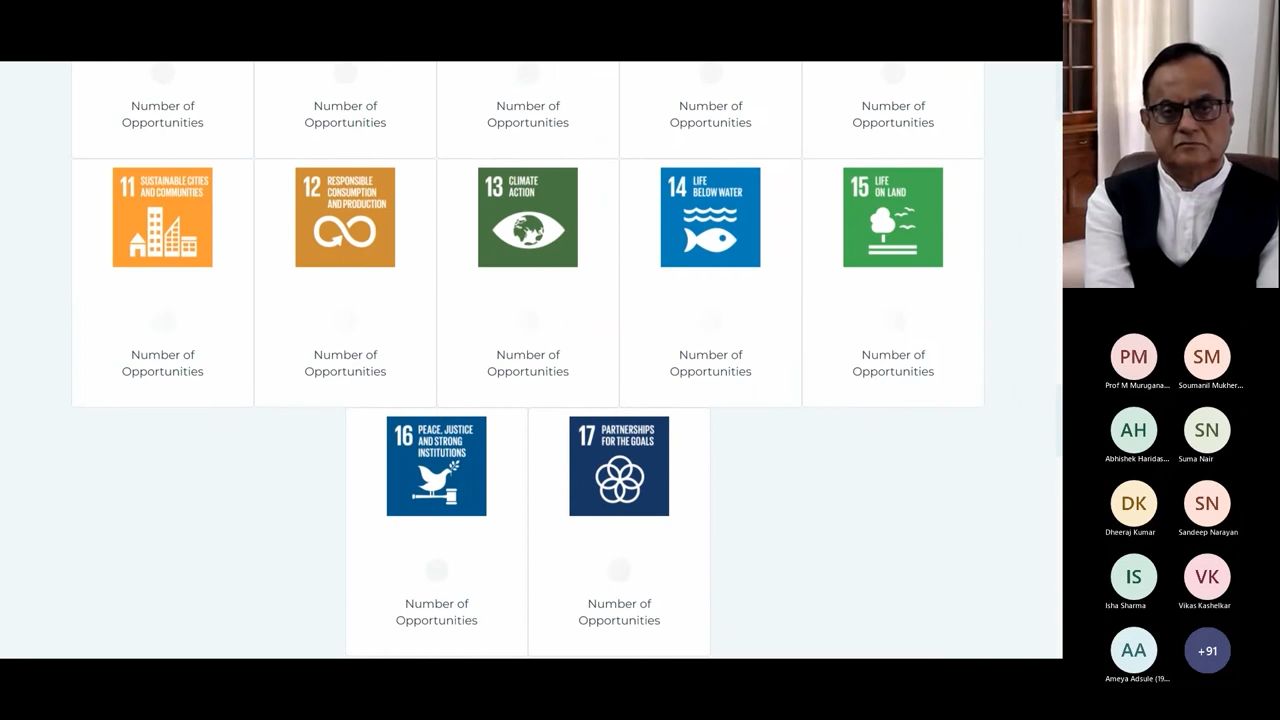 Number of
Opportunities
Number of
Opportunities
Number of
Opportunities
Number of
Opportunities
Number of
Opportunities
11 SUSTAINABLE CITIES
AND COMMUNITIES
12 RESPONSIBLE
CONSUMPTION
AND PRODUCTION
13 CLIMATE
ACTION
14 LIFE
BELOW WATER
15 LIFE
ON LAND
Number of
Opportunities
Number of
Opportunities
Number of
Opportunities
Number of
Opportunities
Number of
Opportunities
16 PEACE, JUSTICE
AND STRONG
INSTITUTIONS
17 PARTNERSHIPS
FOR THE GOALS
Number of
Opportunities
Number of
Opportunities
PM
Prof M Murugana...
SM
Soumanil Mukher...
AH
Abhishek Haridas...
SN
Suma Nair
DK
Dheeraj Kumar
SN
Sandeep Narayan
IS
Isha Sharma
VK
Vikas Kashelkar
AA
Ameya Adsule (19...
+91